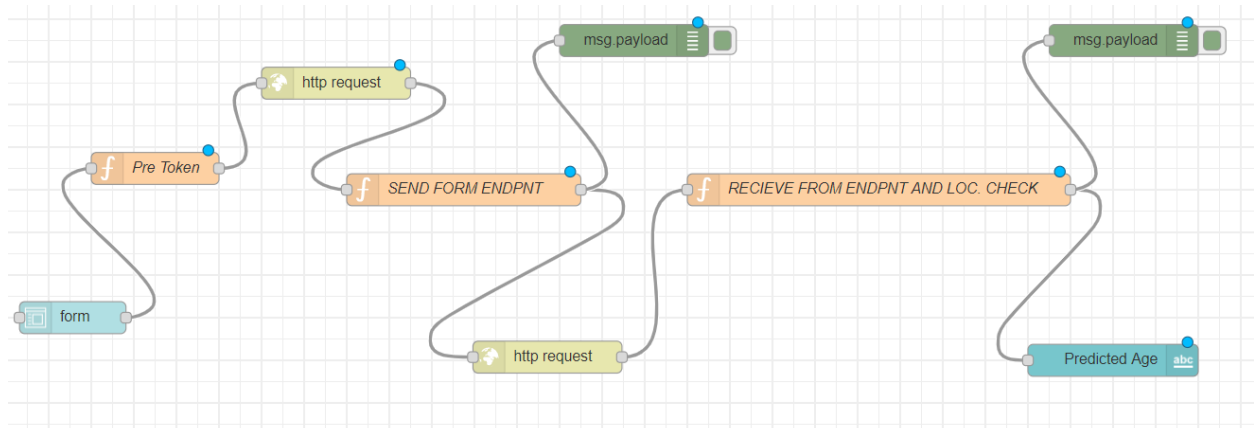 msg.payload
msg.payload
http request
Pre Token
SEND FORM ENDPNT
RECIEVE FROM ENDPNT AND LOC. CHECK
form
http request
Predicted Age
abc